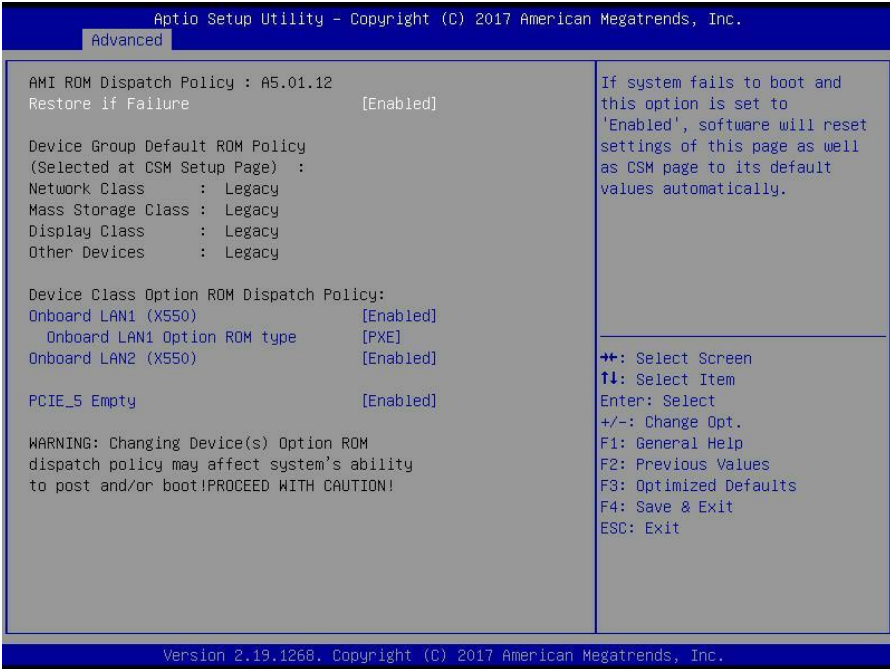 Aptio Setup Utility – Copyright (C) 2017 American Megatrends, Inc.
Advanced
AMI ROM Dispatch Policy : A5.01.12
Restore if Failure [Enabled]
Device Group Default ROM Policy
(Selected at CSM Setup Page) :
Network Class : Legacy
Mass Storage Class : Legacy
Display Class : Legacy
Other Devices : Legacy
Device Class Option ROM Dispatch Policy:
Onboard LAN1 (X550) [Enabled]
Onboard LAN1 Option ROM type [PXE]
Onboard LAN2 (X550) [Enabled]
PCIE_5 Empty [Enabled]
WARNING: Changing Device(s) Option ROM
dispatch policy may affect system's ability
to post and/or boot!PROCEED WITH CAUTION!
If system fails to boot and
this option is set to
'Enabled', software will reset
settings of this page as well
as CSM page to its default
values automatically.
→←: Select Screen
↑↓: Select Item
Enter: Select
+/-: Change Opt.
F1: General Help
F2: Previous Values
F3: Optimized Defaults
F4: Save & Exit
ESC: Exit
Version 2.19.1268. Copyright (C) 2017 American Megatrends, Inc.